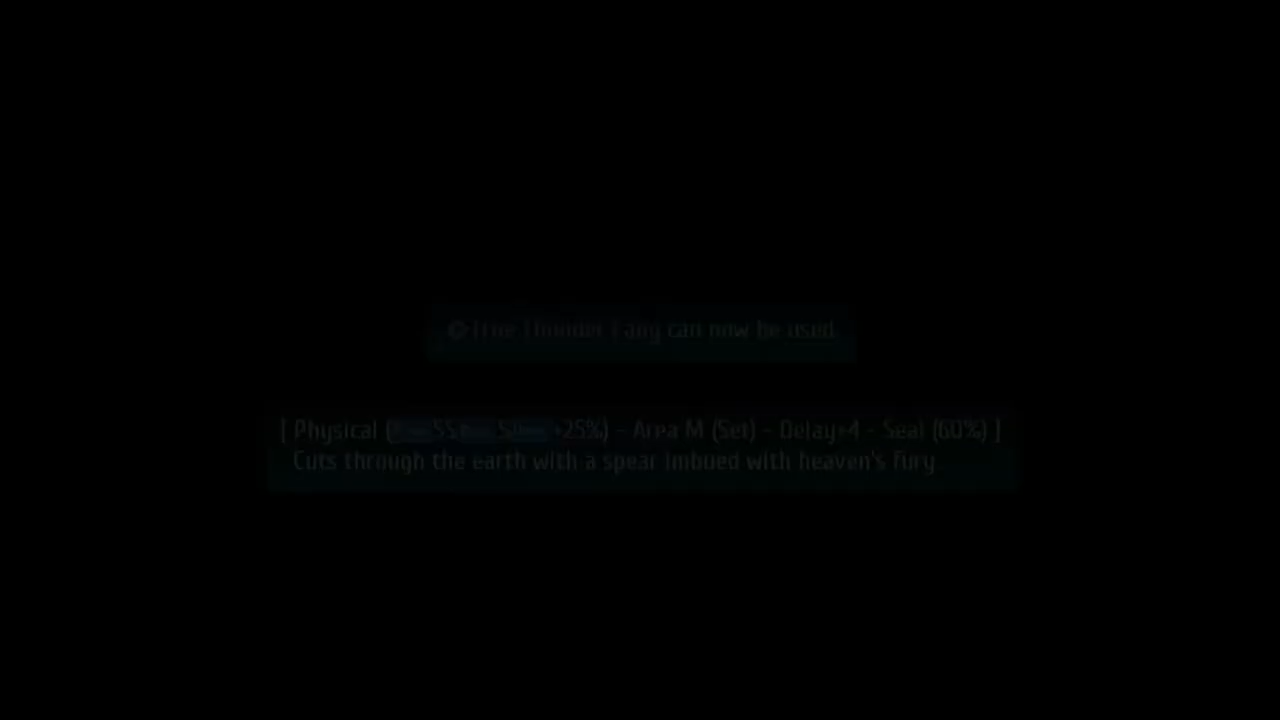 True Thunder Fang can now be used.
[ Physical ( +25%) - Area M (Set) - Delay+4 - Seal (60%) ]
Cuts through the earth with a spear imbued with heaven's fury.